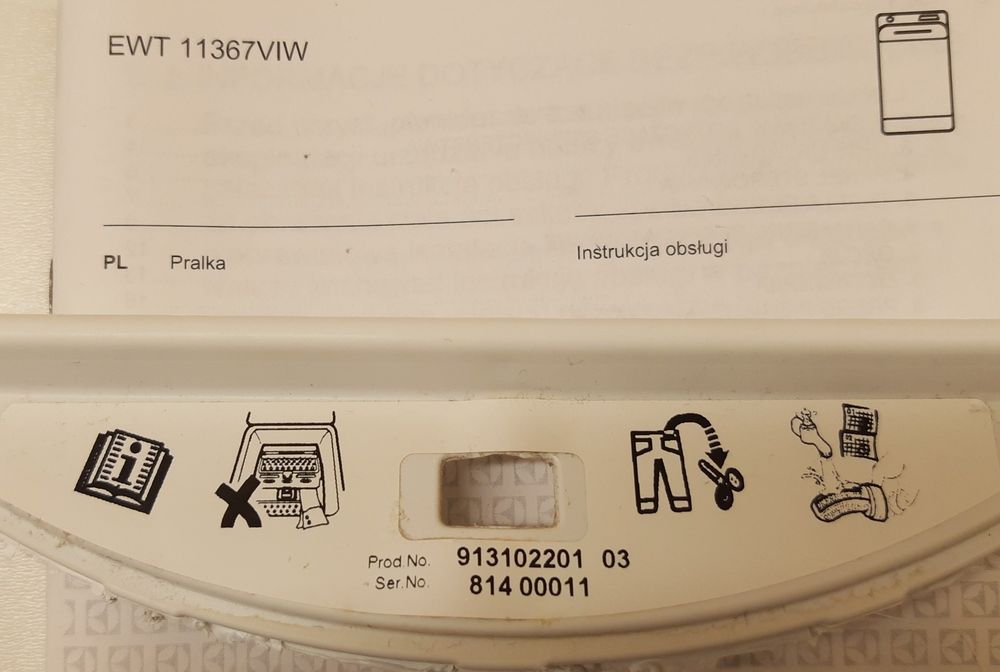 EWT 11367VIW
PL Pralka
Instrukcja obsługi
Prod.No. 913102201 03
Ser.No. 814 00011